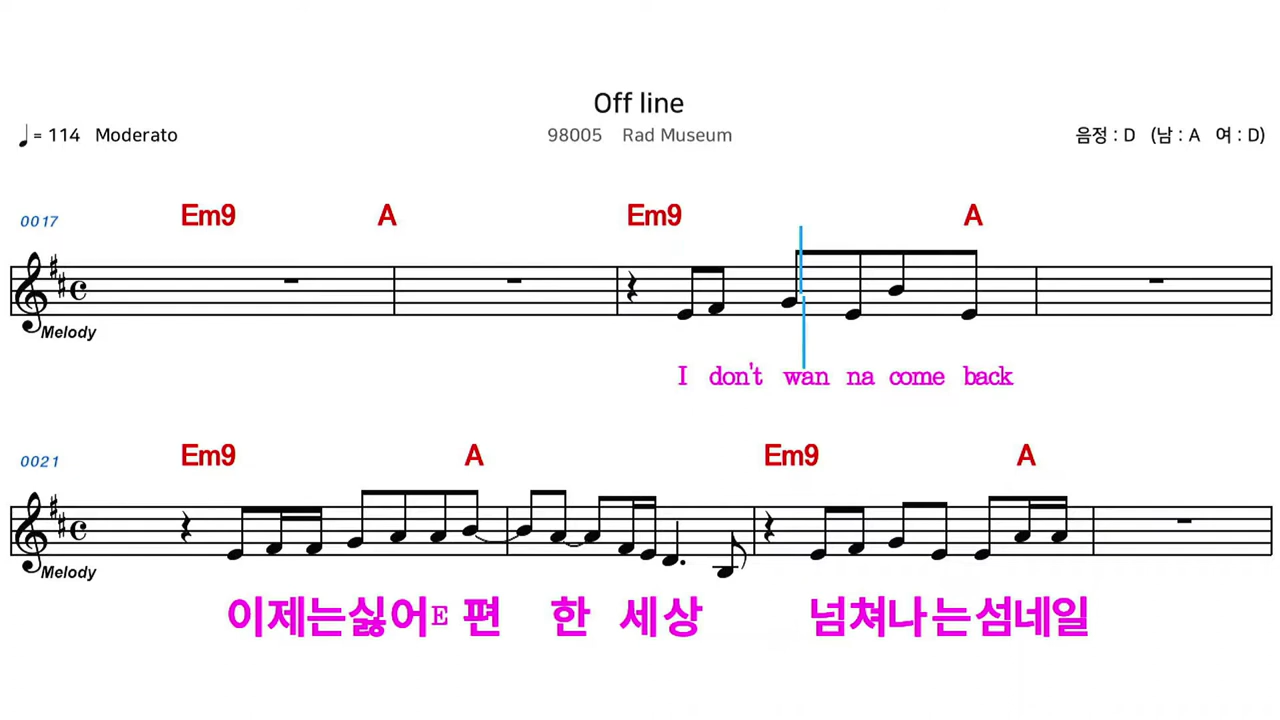 Off line
♩ = 114 Moderato 98005 Rad Museum 음정 : D (남 : A 여 : D)
0017 Em9 A Em9 A
Melody
I don't wan na come back
0021 Em9 A Em9 A
Melody
이제는싫어E 편 한 세상 넘쳐나는섬네일